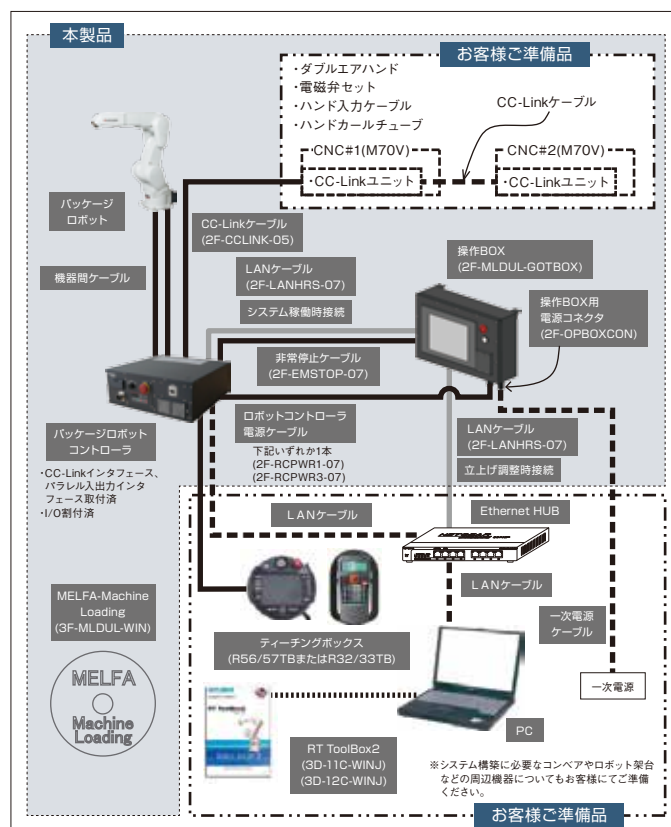 本製品
お客様ご準備品
・ダブルエアハンド
・電磁弁セット
・ハンド入力ケーブル
・ハンドカールチューブ
CC-Linkケーブル
CNC#1(M70V)
・CC-Linkユニット
CNC#2(M70V)
・CC-Linkユニット
パッケージ
ロボット
CC-Linkケーブル
(2F-CCLINK-05)
機器間ケーブル
LANケーブル
(2F-LANHRS-07)
システム稼働時接続
操作BOX
(2F-MLDUL-GOTBOX)
操作BOX用
電源コネクタ
(2F-OPBOXCON)
非常停止ケーブル
(2F-EMSTOP-07)
パッケージロボット
コントローラ
・CC-Linkインタフェース、
パラレル入出力インタ
フェース取付済
・I/O割付済
ロボットコントローラ
電源ケーブル
下記いずれか1本
(2F-RCPWR1-07)
(2F-RCPWR3-07)
LANケーブル
(2F-LANHRS-07)
立上げ調整時接続
LANケーブル
Ethernet HUB
NETGEAR
LANケーブル
MELFA-Machine
Loading
(3F-MLDUL-WIN)
MELFA
Machine
Loading
ティーチングボックス
(R56/57TBまたはR32/33TB)
一次電源
ケーブル
一次電源
RT ToolBox2
RT ToolBox2
(3D-11C-WINJ)
(3D-12C-WINJ)
PC
※システム構築に必要なコンベアやロボット架台
などの周辺機器についてもお客様にてご準備
ください。
お客様ご準備品